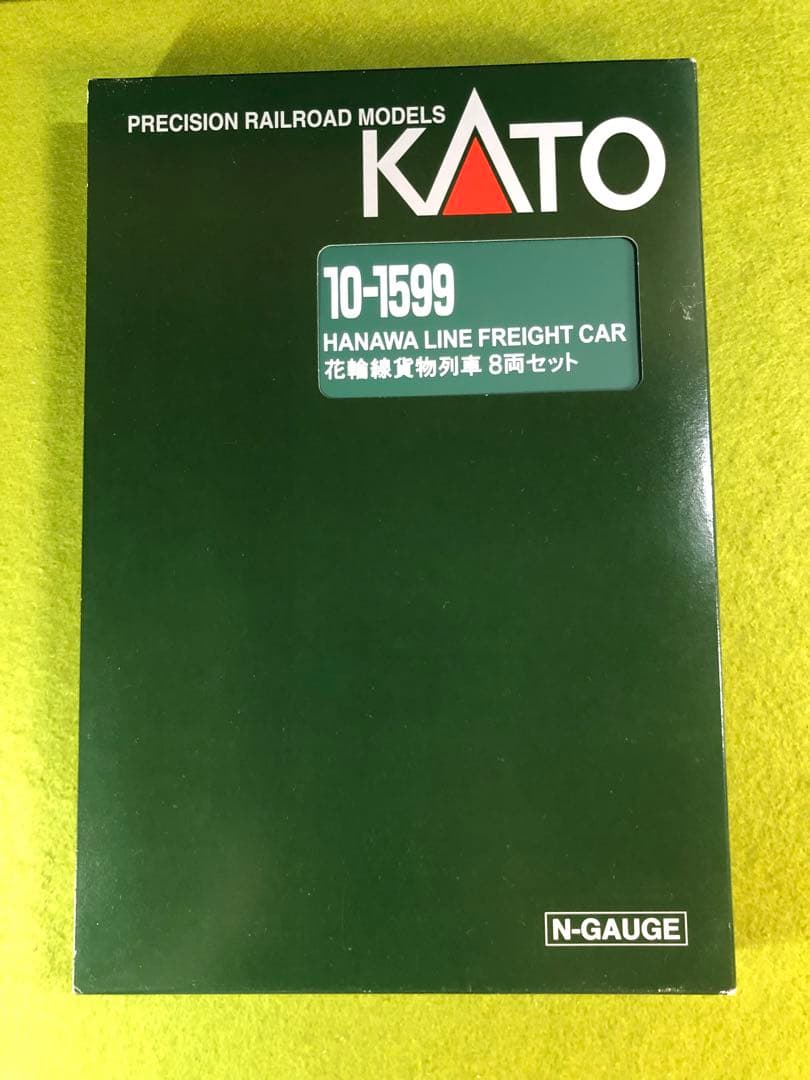 PRECISION RAILROAD MODELS
KATO
10-1599
HANAWA LINE FREIGHT CAR
花輪線貨物列車 8両セット
N-GAUGE